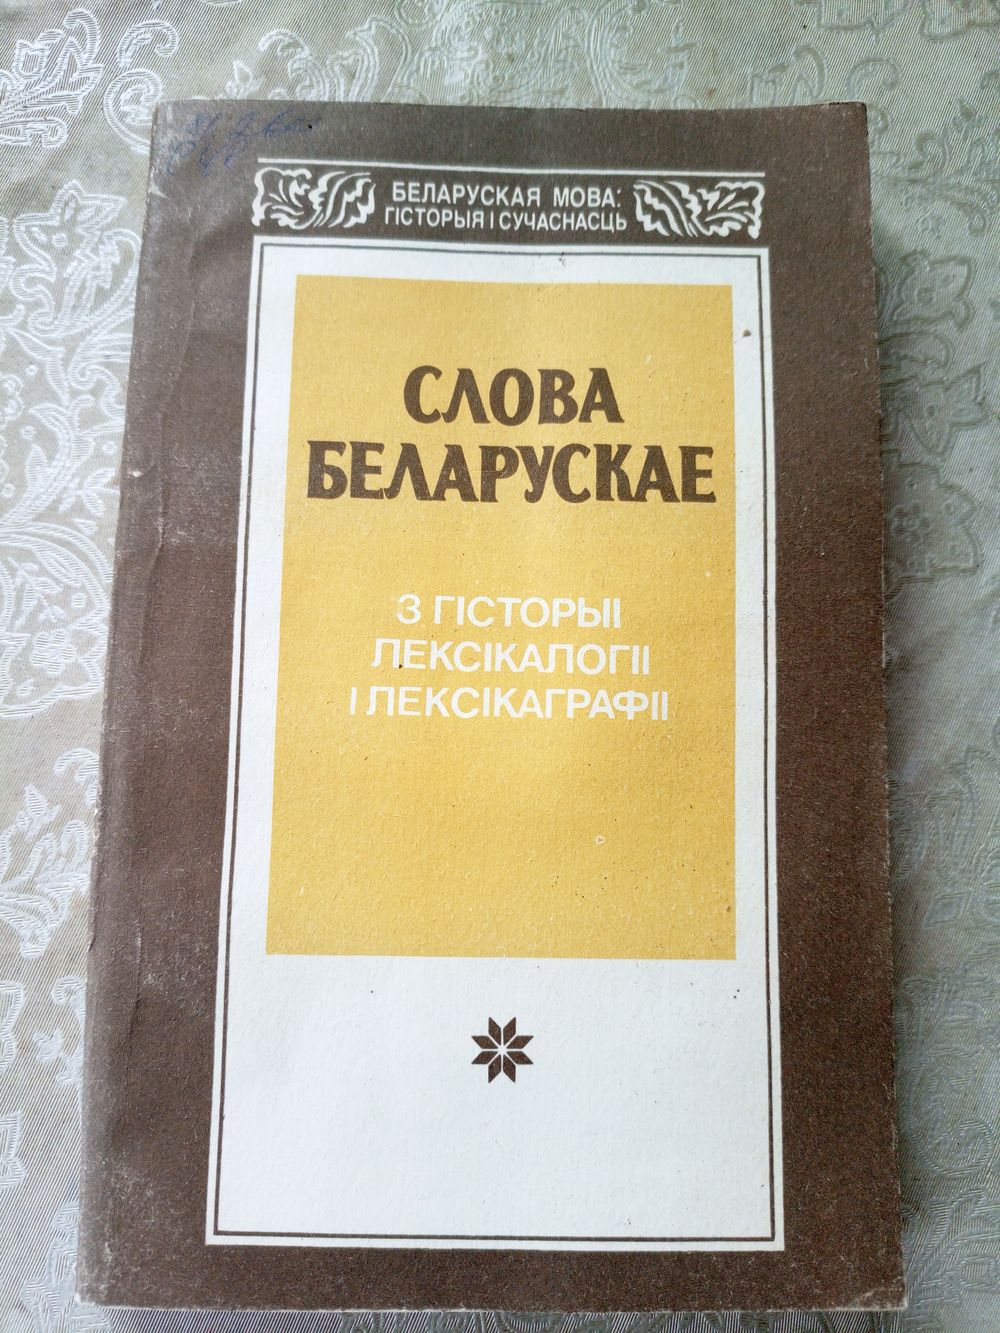 БЕЛАРУСКАЯ МОВА:
ГІСТОРЫЯ І СУЧАСНАСЦЬ
СЛОВА
БЕЛАРУСКАЕ
З ГІСТОРЫІ
ЛЕКСІКАЛОГІІ
І ЛЕКСІКАГРАФІІ